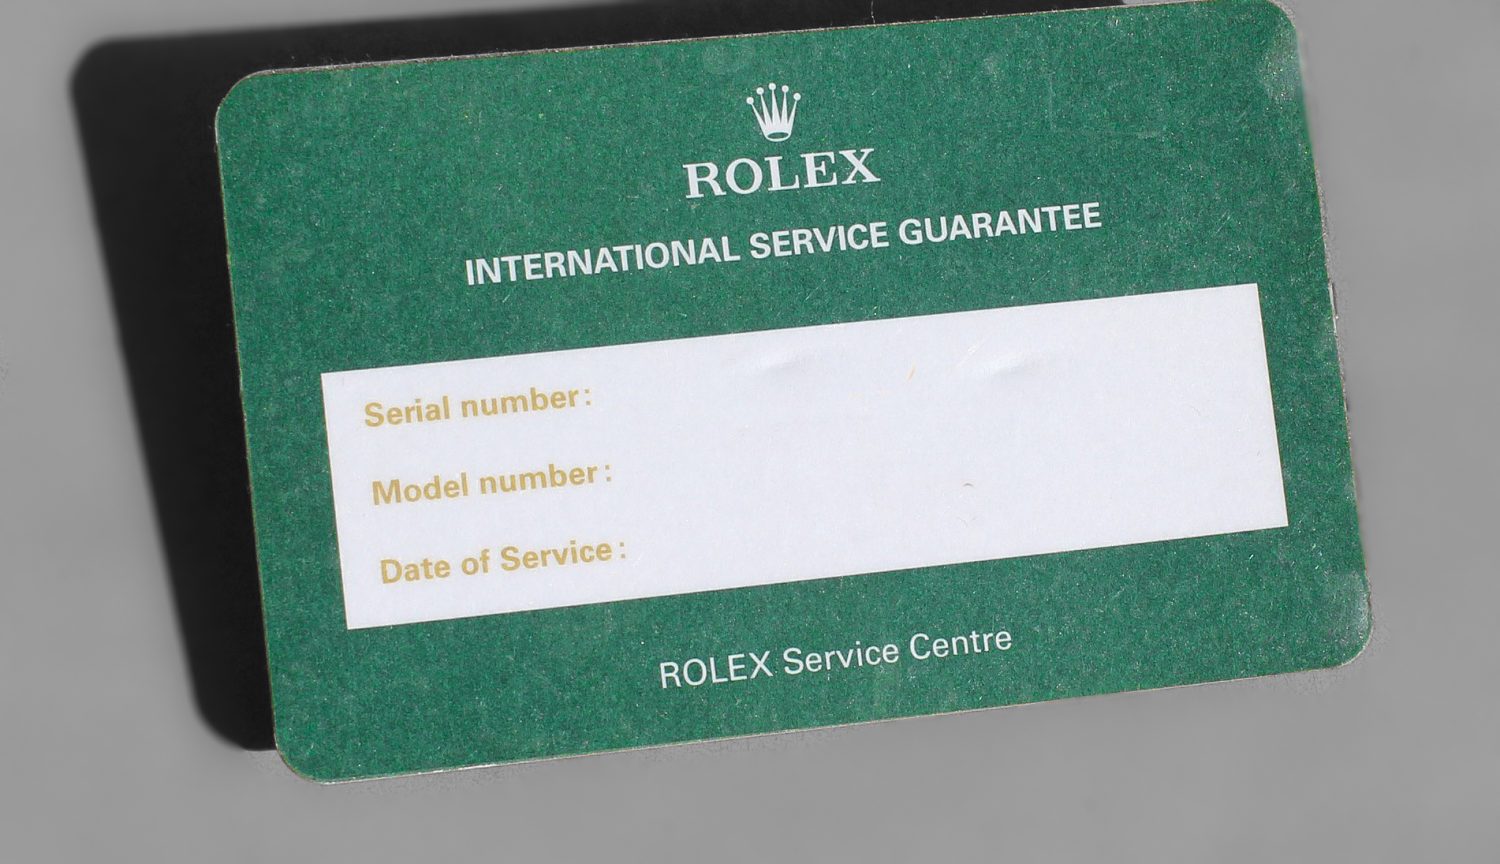 ROLEX
INTERNATIONAL SERVICE GUARANTEE
Serial number:
Model number:
Date of Service:
ROLEX Service Centre